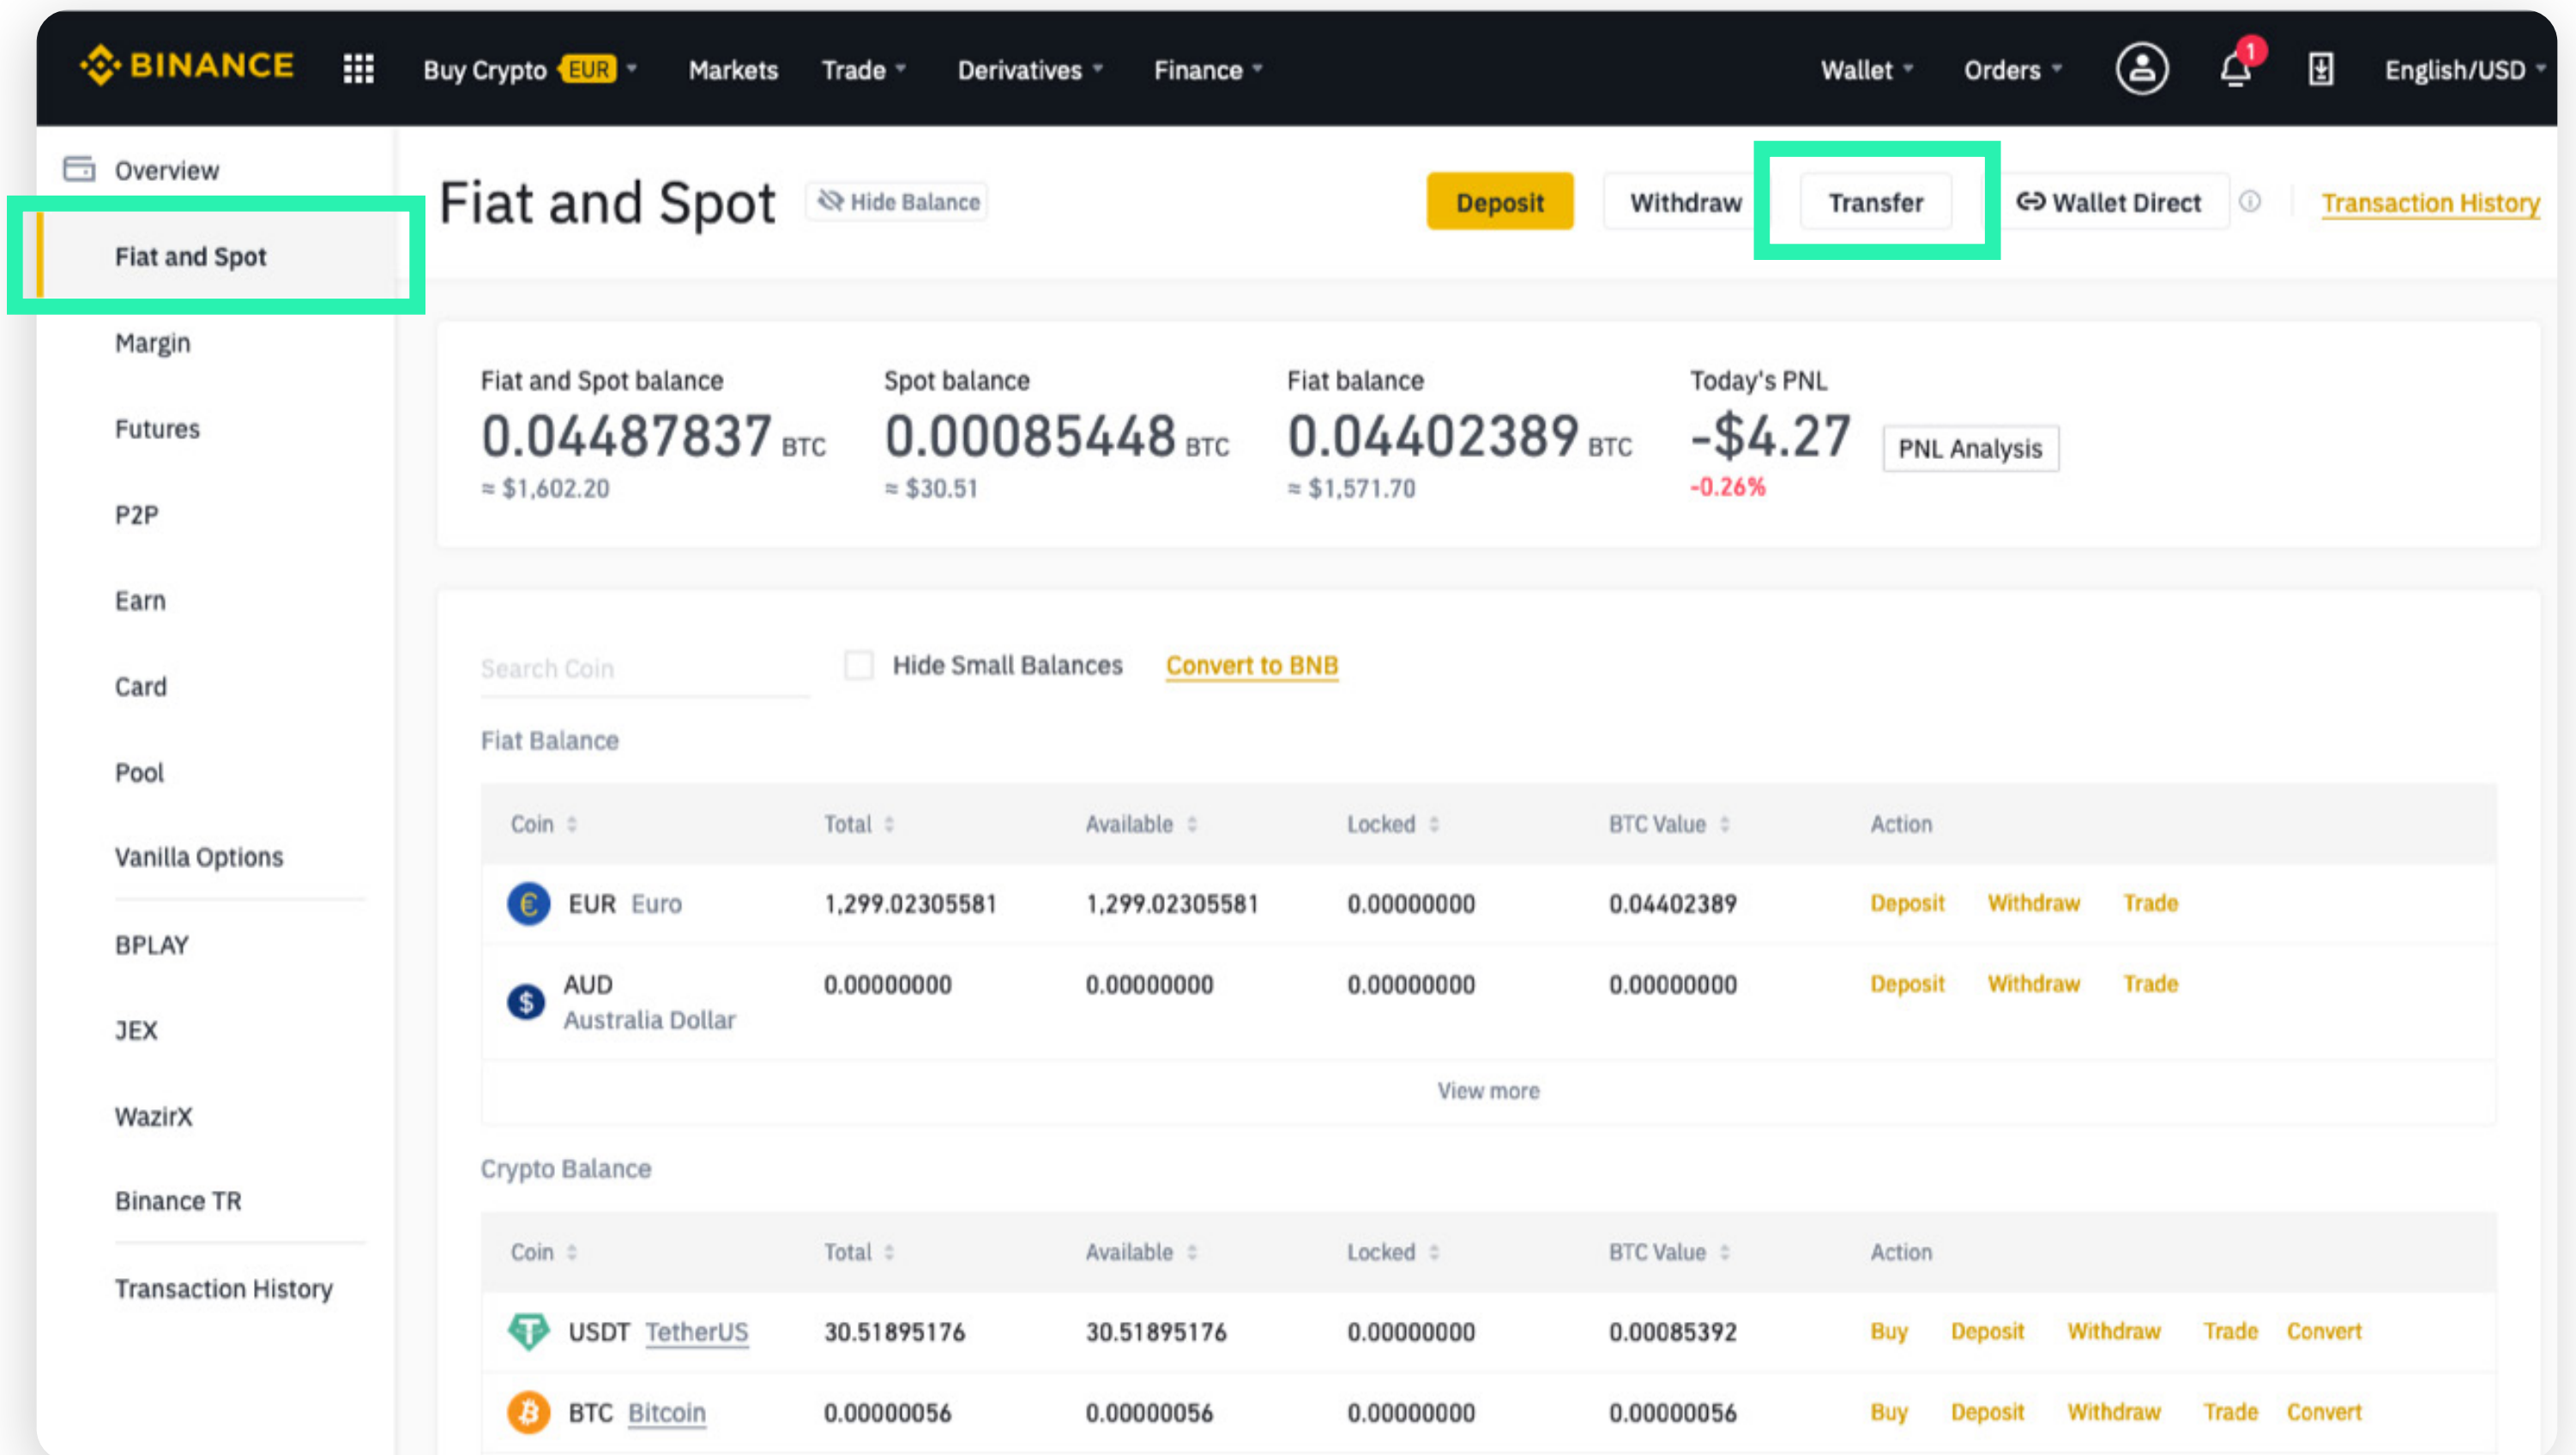 BINANCE Buy Crypto EUR Markets Trade Derivatives Finance Wallet Orders 1 English/USD
Overview
Fiat and Spot
Margin
Futures
P2P
Earn
Card
Pool
Vanilla Options
BPLAY
JEX
WazirX
Binance TR
Transaction History
Fiat and Spot Hide Balance Deposit Withdraw Transfer Wallet Direct Transaction History
Fiat and Spot balance Spot balance Fiat balance Today's PNL
0.04487837 BTC 0.00085448 BTC 0.04402389 BTC -$4.27 PNL Analysis
≈ $1,602.20 ≈ $30.51 ≈ $1,571.70 -0.26%
Search Coin Hide Small Balances Convert to BNB
Fiat Balance
Coin Total Available Locked BTC Value Action
EUR Euro 1,299.02305581 1,299.02305581 0.00000000 0.04402389 Deposit Withdraw Trade
AUD 0.00000000 0.00000000 0.00000000 0.00000000 Deposit Withdraw Trade
Australia Dollar
View more
Crypto Balance
Coin Total Available Locked BTC Value Action
USDT TetherUS 30.51895176 30.51895176 0.00000000 0.00085392 Buy Deposit Withdraw Trade Convert
BTC Bitcoin 0.00000056 0.00000056 0.00000000 0.00000056 Buy Deposit Withdraw Trade Convert